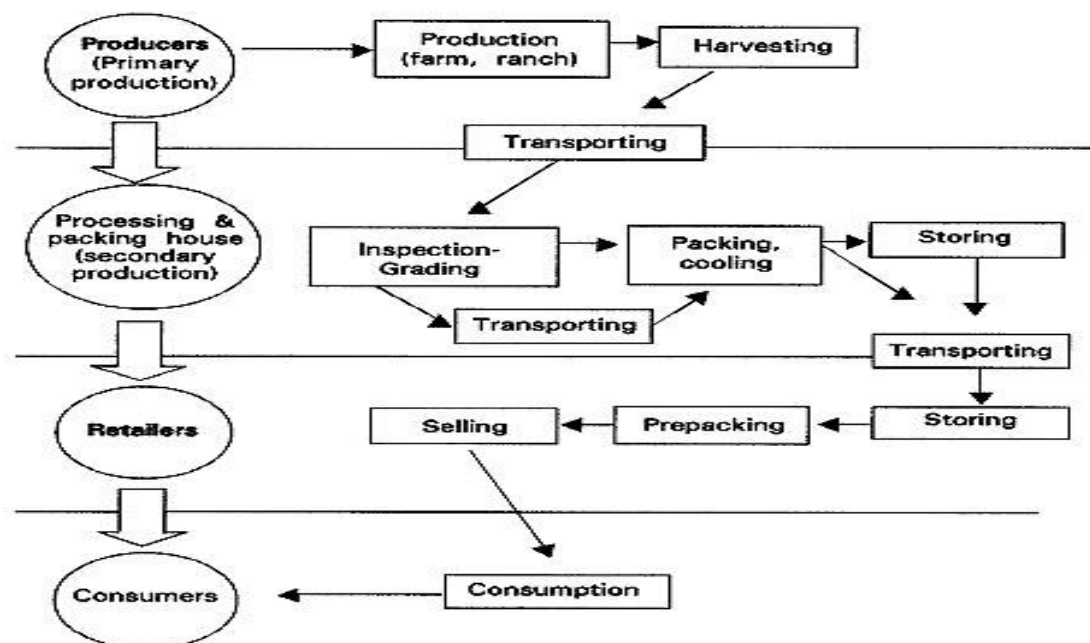 Producers
(Primary
production)
Production
(farm, ranch)
Harvesting
Transporting
Processing &
packing house
(secondary
production)
Inspection-
Grading
Packing,
cooling
Storing
Transporting
Transporting
Retailers
Selling
Prepacking
Storing
Consumers
Consumption